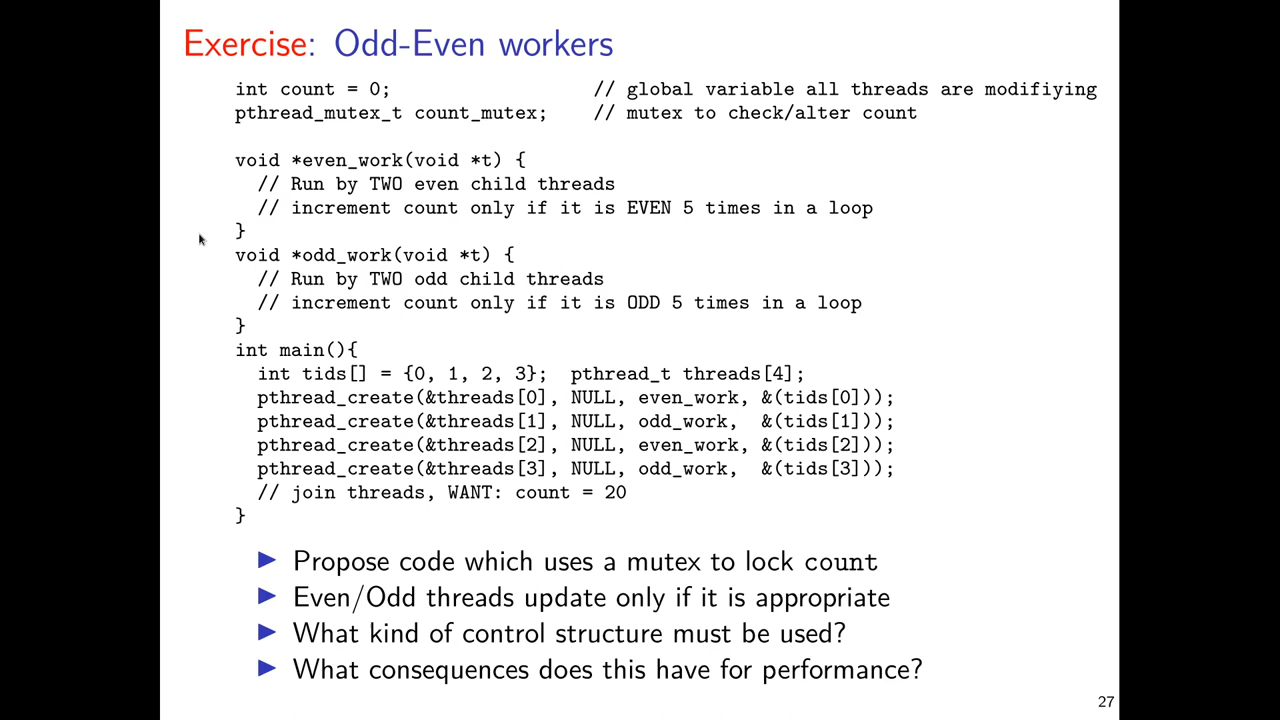 Exercise: Odd-Even workers
int count = 0; // global variable all threads are modifiying
pthread_mutex_t count_mutex; // mutex to check/alter count
void *even_work(void *t) {
// Run by TWO even child threads
// increment count only if it is EVEN 5 times in a loop
}
void *odd_work(void *t) {
// Run by TWO odd child threads
// increment count only if it is ODD 5 times in a loop
}
int main(){
int tids[] = {0, 1, 2, 3}; pthread_t threads[4];
pthread_create(&threads[0], NULL, even_work, &(tids[0]));
pthread_create(&threads[1], NULL, odd_work, &(tids[1]));
pthread_create(&threads[2], NULL, even_work, &(tids[2]));
pthread_create(&threads[3], NULL, odd_work, &(tids[3]));
// join threads, WANT: count = 20
}
▶ Propose code which uses a mutex to lock count
▶ Even/Odd threads update only if it is appropriate
▶ What kind of control structure must be used?
▶ What consequences does this have for performance?
27